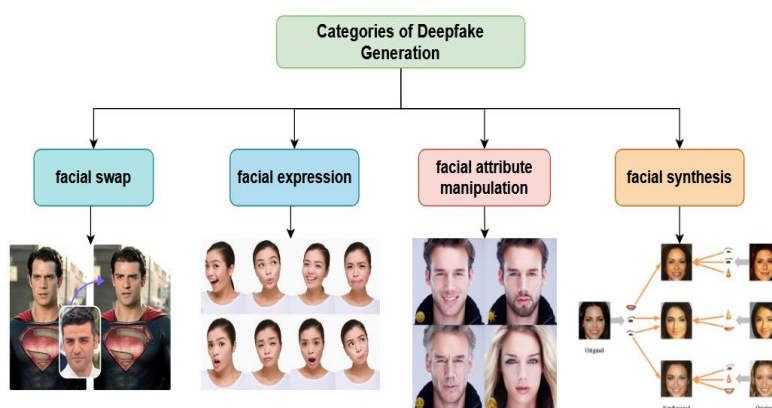 Categories of Deepfake
Generation
facial swap
facial expression
facial attribute
manipulation
facial synthesis
Original